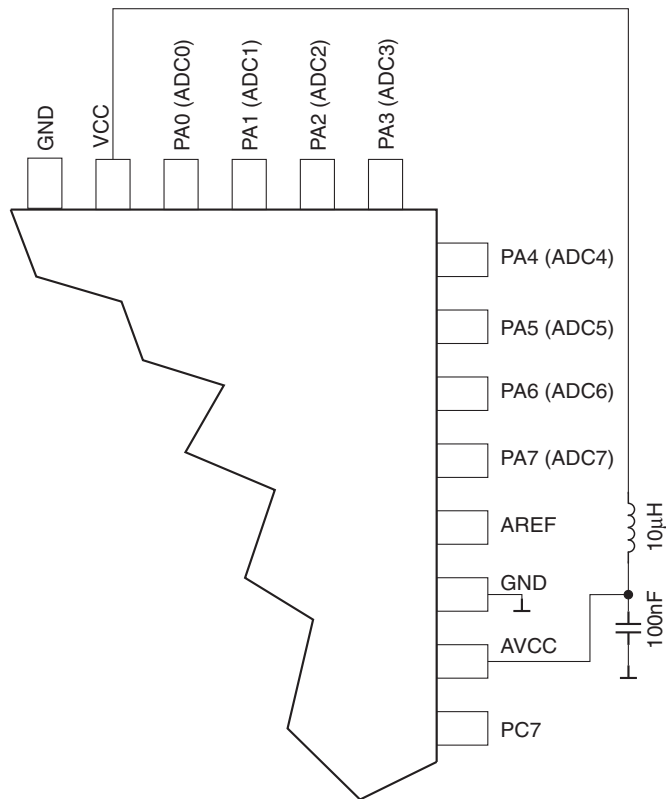 GND
VCC
PA0 (ADC0)
PA1 (ADC1)
PA2 (ADC2)
PA3 (ADC3)
PA4 (ADC4)
PA5 (ADC5)
PA6 (ADC6)
PA7 (ADC7)
AREF
10μH
GND
100nF
AVCC
PC7